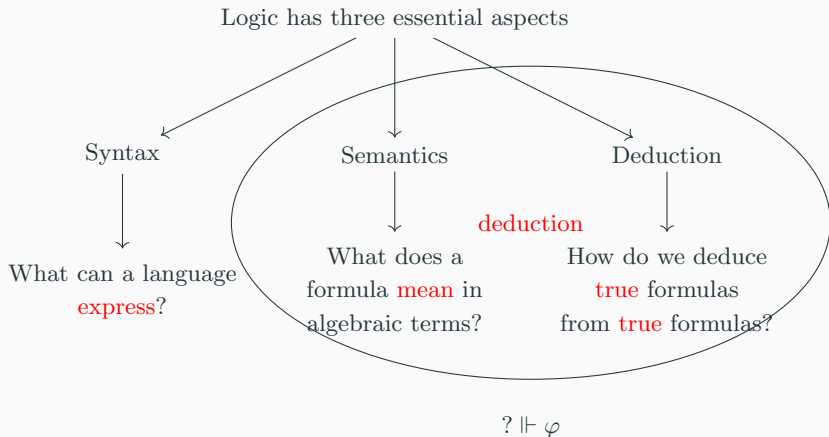 Logic has three essential aspects
Syntax
Semantics
Deduction
deduction
What can a language
express?
What does a
formula mean in
algebraic terms?
How do we deduce
true formulas
from true formulas?
? ⊩ φ